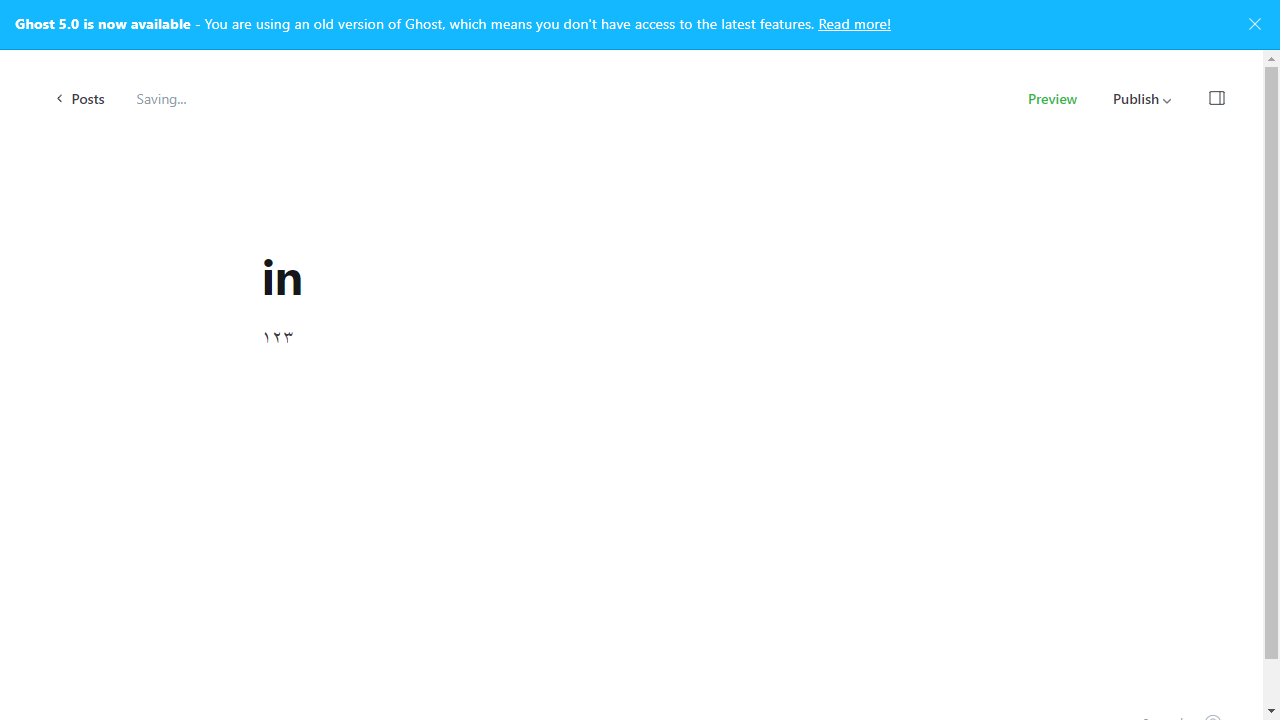 Ghost 5.0 is now available - You are using an old version of Ghost, which means you don't have access to the latest features. Read more!
Posts Saving... Preview Publish
in
١٢٣